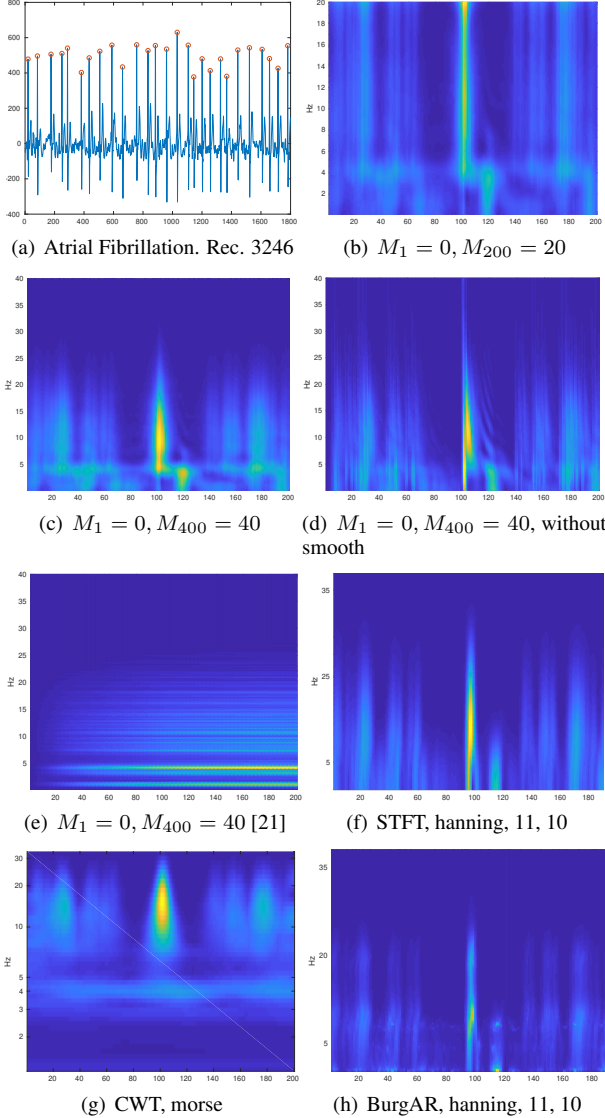 800
600
400
200
0
-200
-400
0 200 400 600 800 1000 1200 1400 1600 1800
(a) Atrial Fibrillation. Rec. 3246
20
18
16
14
12
10
8
6
4
2
Hz
20 40 60 80 100 120 140 160 180 200
(b) M₁ = 0, M₂₀₀ = 20
40
35
30
25
20
15
10
5
Hz
20 40 60 80 100 120 140 160 180 200
(c) M₁ = 0, M₄₀₀ = 40
40
35
30
25
20
15
10
5
Hz
20 40 60 80 100 120 140 160 180 200
(d) M₁ = 0, M₄₀₀ = 40, without
smooth
40
35
30
25
20
15
10
5
Hz
20 40 60 80 100 120 140 160 180 200
(e) M₁ = 0, M₄₀₀ = 40 [21]
35
25
15
5
Hz
20 40 60 80 100 120 140 160 180
(f) STFT, hanning, 11, 10
30
20
10
5
4
3
2
Hz
20 40 60 80 100 120 140 160 180 200
(g) CWT, morse
35
20
5
Hz
20 40 60 80 100 120 140 160 180
(h) BurgAR, hanning, 11, 10